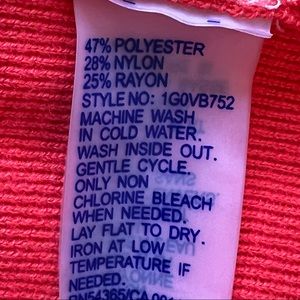 47% POLYESTER
28% NYLON
25% RAYON
STYLE NO: 1G0VB752
MACHINE WASH
IN COLD WATER.
WASH INSIDE OUT.
GENTLE CYCLE.
ONLY NON
CHLORINE BLEACH
WHEN NEEDED.
LAY FLAT TO DRY.
IRON AT LOW
TEMPERATURE IF
NEEDED.